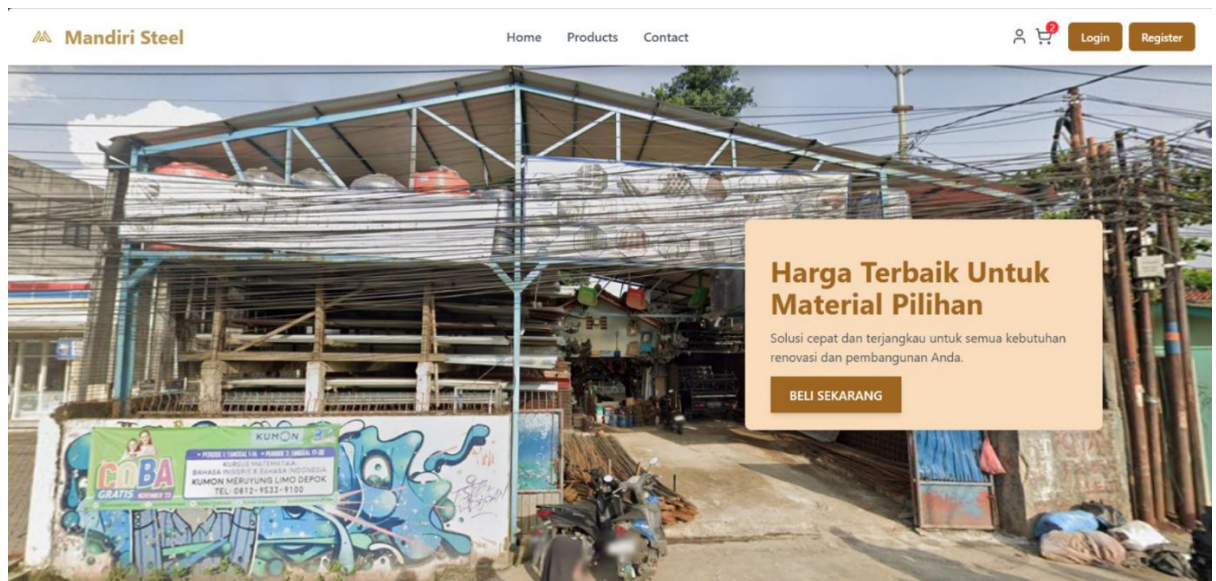 Mandiri Steel
Home Products Contact
2
Login Register
Harga Terbaik Untuk
Material Pilihan
Solusi cepat dan terjangkau untuk semua kebutuhan
renovasi dan pembangunan Anda.
BELI SEKARANG
KUMON
COBA
GRATIS NOVEMBER
KURSUS MATEMATIKA,
BAHASA INGGRIS & BAHASA INDONESIA
KUMON MERUYUNG LIMO DEPOK
TEL: 0812-9533-9100